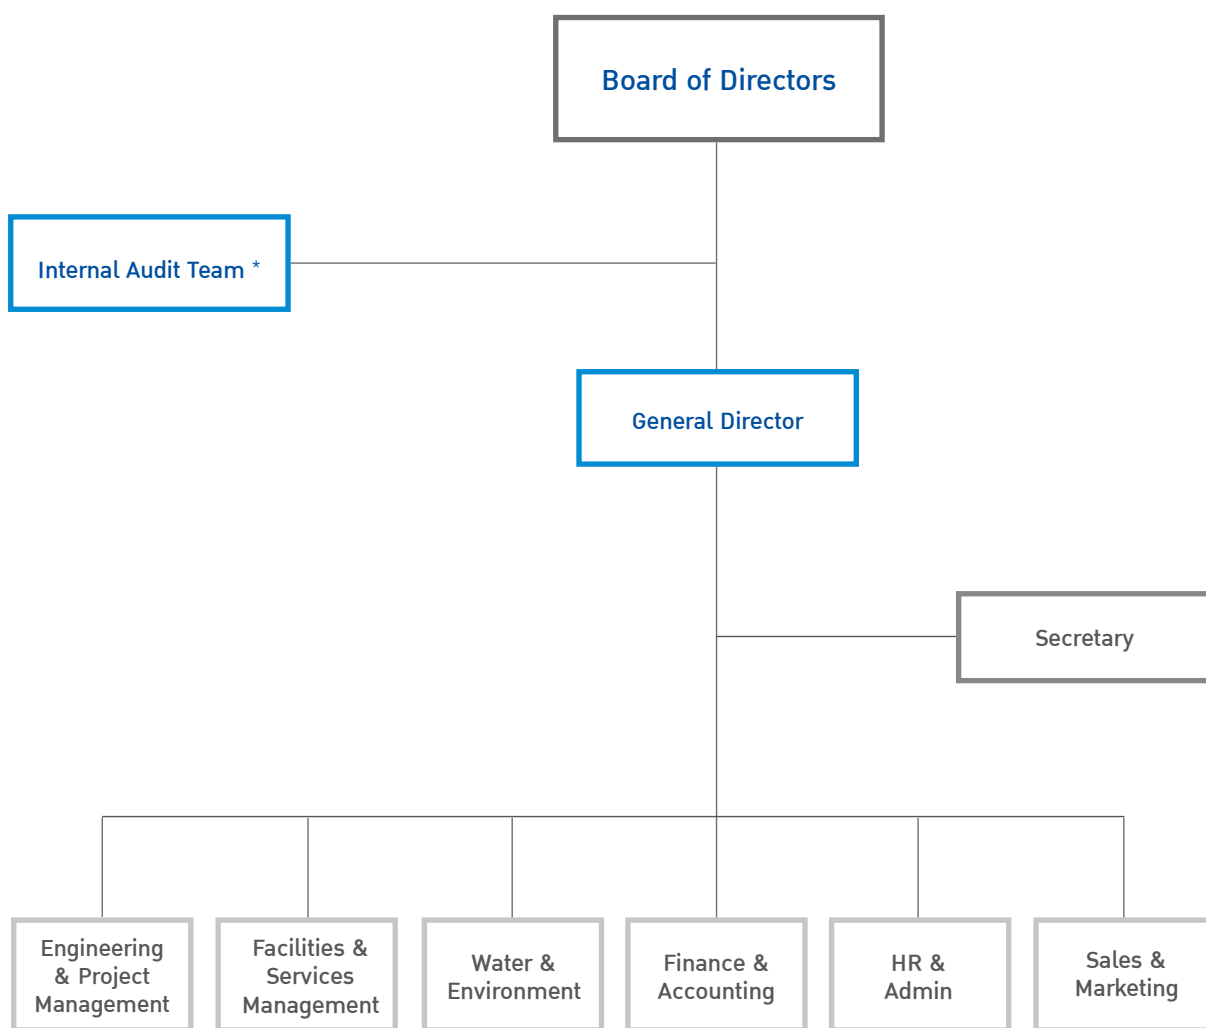 Board of Directors
Internal Audit Team *
General Director
Secretary
Engineering
& Project
Management
Facilities &
Services
Management
Water &
Environment
Finance &
Accounting
HR &
Admin
Sales &
Marketing